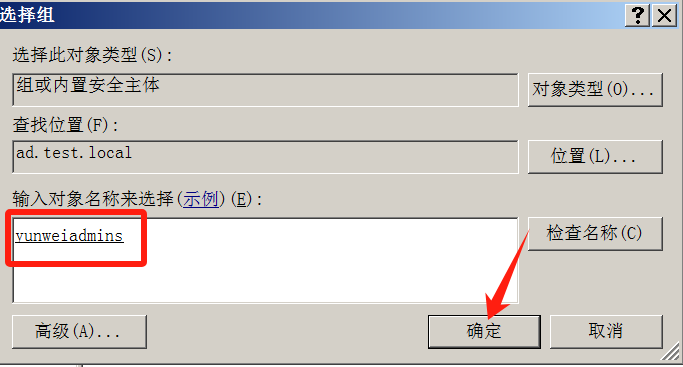 选择组
选择此对象类型(S):
组或内置安全主体
对象类型(O)...
查找位置(F):
ad.test.local
位置(L)...
输入对象名称来选择(示例)(E):
yunweiadmins
检查名称(C)
高级(A)...
确定
取消